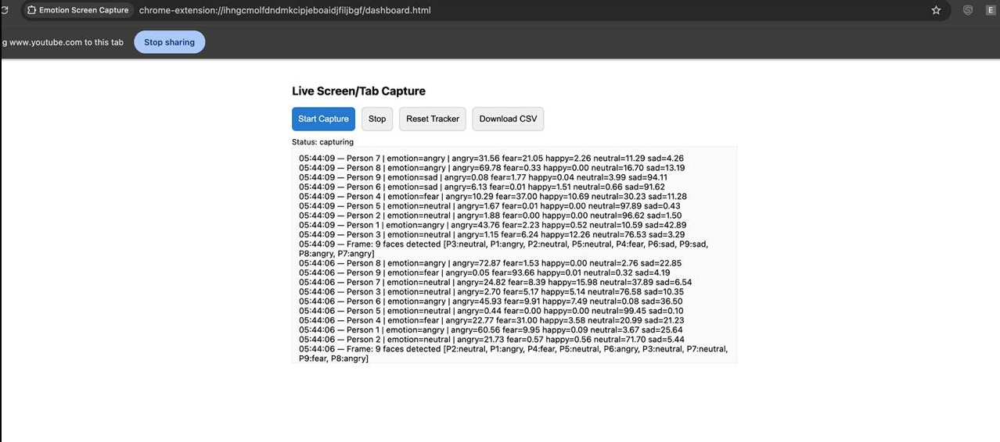 Emotion Screen Capture chrome-extension://ihngcmolfdndmkcipjeboaidjfiljbgf/dashboard.html E
g www.youtube.com to this tab Stop sharing
Live Screen/Tab Capture
Start Capture Stop Reset Tracker Download CSV
Status: capturing
05:44:09 — Person 7 | emotion=angry | angry=31.56 fear=21.05 happy=2.26 neutral=11.29 sad=4.26
05:44:09 — Person 8 | emotion=angry | angry=69.78 fear=0.33 happy=0.00 neutral=16.70 sad=13.19
05:44:09 — Person 9 | emotion=sad | angry=0.08 fear=1.77 happy=0.04 neutral=3.99 sad=94.11
05:44:09 — Person 6 | emotion=sad | angry=6.13 fear=0.01 happy=1.51 neutral=0.66 sad=91.62
05:44:09 — Person 4 | emotion=fear | angry=10.29 fear=37.00 happy=10.69 neutral=30.23 sad=11.28
05:44:09 — Person 5 | emotion=neutral | angry=1.67 fear=0.01 happy=0.00 neutral=97.89 sad=0.43
05:44:09 — Person 2 | emotion=neutral | angry=1.88 fear=0.00 happy=0.00 neutral=96.62 sad=1.50
05:44:09 — Person 1 | emotion=angry | angry=43.76 fear=2.23 happy=0.52 neutral=10.59 sad=42.89
05:44:09 — Person 3 | emotion=neutral | angry=1.15 fear=6.24 happy=12.26 neutral=76.53 sad=3.29
05:44:09 — Frame: 9 faces detected [P3:neutral, P1:angry, P2:neutral, P5:neutral, P4:fear, P6:sad, P9:sad,
P8:angry, P7:angry]
05:44:06 — Person 8 | emotion=angry | angry=72.87 fear=1.53 happy=0.00 neutral=2.76 sad=22.85
05:44:06 — Person 9 | emotion=fear | angry=0.05 fear=93.66 happy=0.01 neutral=0.32 sad=4.19
05:44:06 — Person 7 | emotion=neutral | angry=24.82 fear=8.39 happy=15.98 neutral=37.89 sad=6.54
05:44:06 — Person 3 | emotion=neutral | angry=2.70 fear=5.17 happy=5.14 neutral=76.58 sad=10.35
05:44:06 — Person 6 | emotion=angry | angry=45.93 fear=9.91 happy=7.49 neutral=0.08 sad=36.50
05:44:06 — Person 5 | emotion=neutral | angry=0.44 fear=0.00 happy=0.00 neutral=99.45 sad=0.10
05:44:06 — Person 4 | emotion=fear | angry=22.77 fear=31.00 happy=3.58 neutral=20.99 sad=21.23
05:44:06 — Person 1 | emotion=angry | angry=60.56 fear=9.95 happy=0.09 neutral=3.67 sad=25.64
05:44:06 — Person 2 | emotion=neutral | angry=21.73 fear=0.57 happy=0.56 neutral=71.70 sad=5.44
05:44:06 — Frame: 9 faces detected [P2:neutral, P1:angry, P4:fear, P5:neutral, P6:angry, P3:neutral, P7:neutral,
P9:fear, P8:angry]